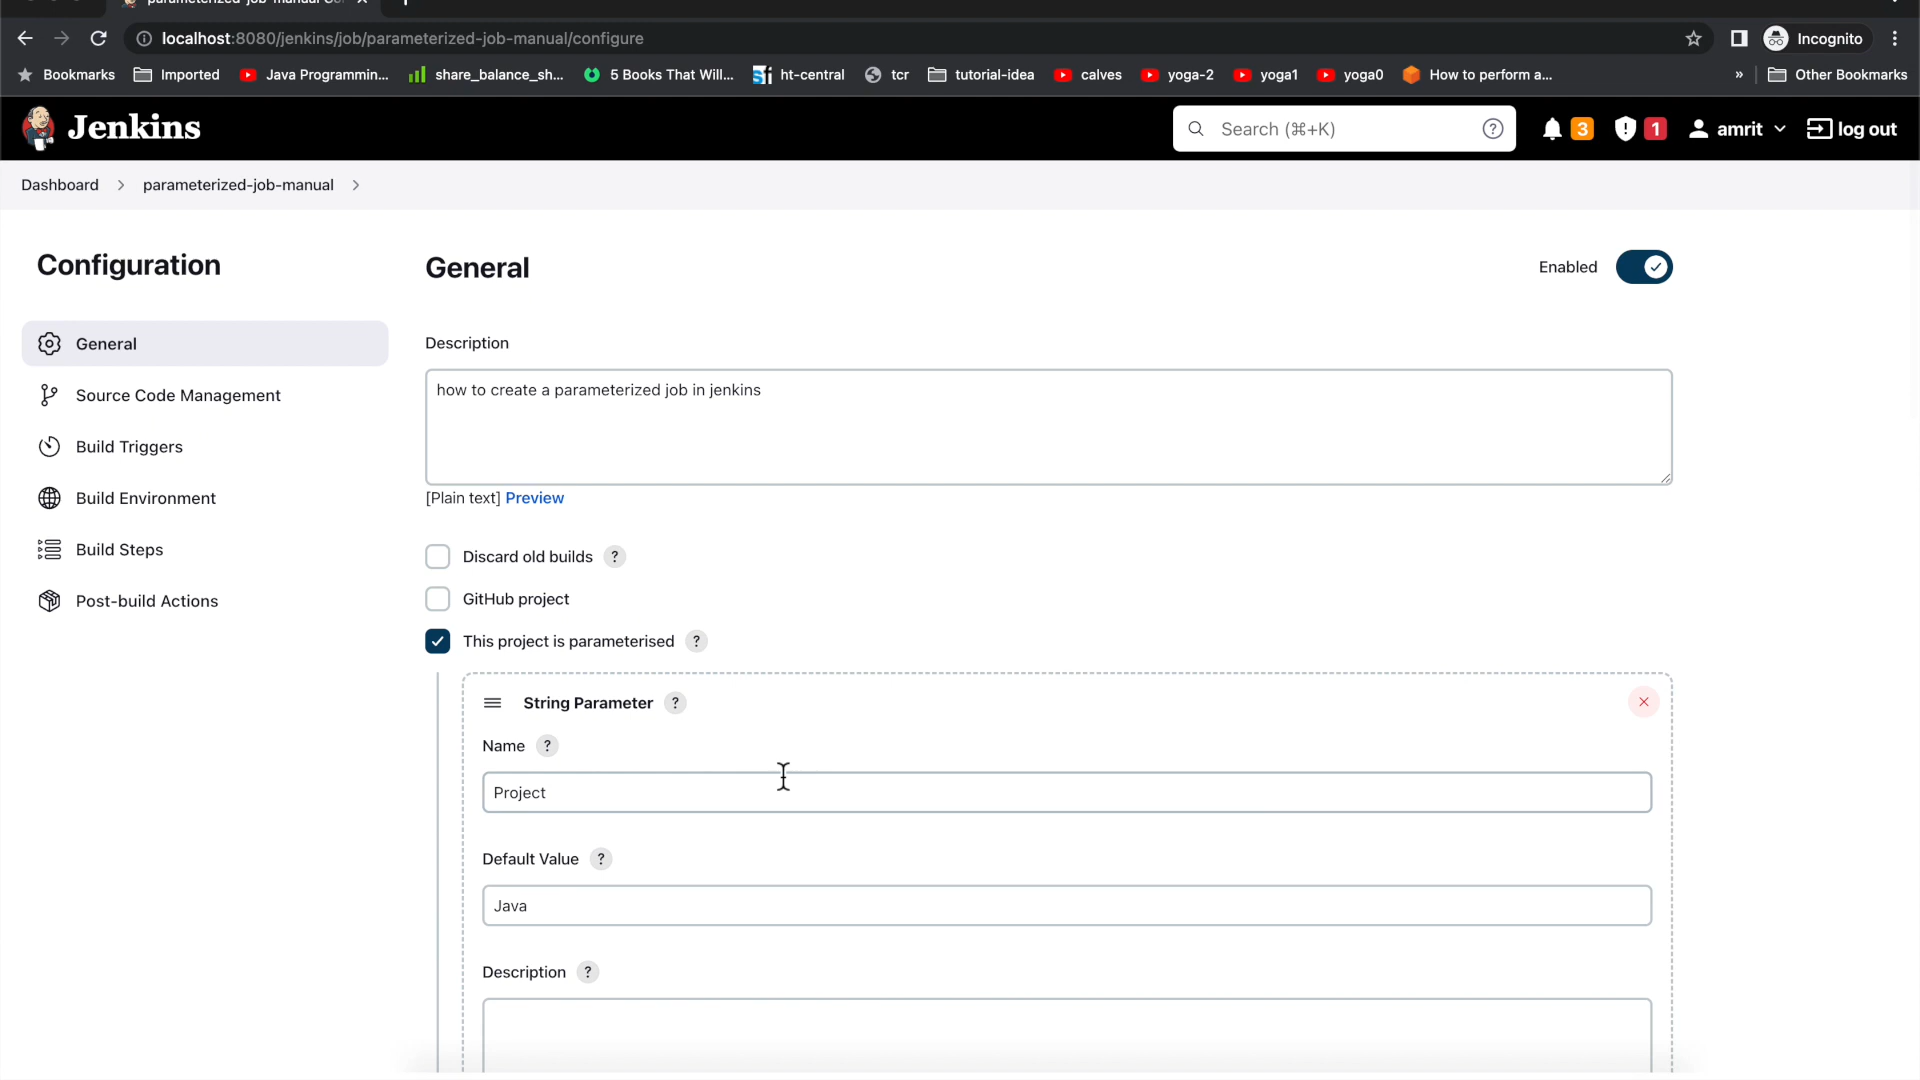 localhost:8080/jenkins/job/parameterized-job-manual/configure
Incognito
Bookmarks
Imported
Java Programmin...
share_balance_sh...
5 Books That Will...
ht-central
tcr
tutorial-idea
calves
yoga-2
yoga1
yoga0
How to perform a...
»
Other Bookmarks
Jenkins
Search (⌘+K)
?
3
1
amrit
log out
Dashboard
parameterized-job-manual
Configuration
General
Enabled
General
Source Code Management
Build Triggers
Build Environment
Build Steps
Post-build Actions
Description
how to create a parameterized job in jenkins
[Plain text] Preview
Discard old builds ?
GitHub project
This project is parameterised ?
String Parameter ?
Name ?
Project
Default Value ?
Java
Description ?